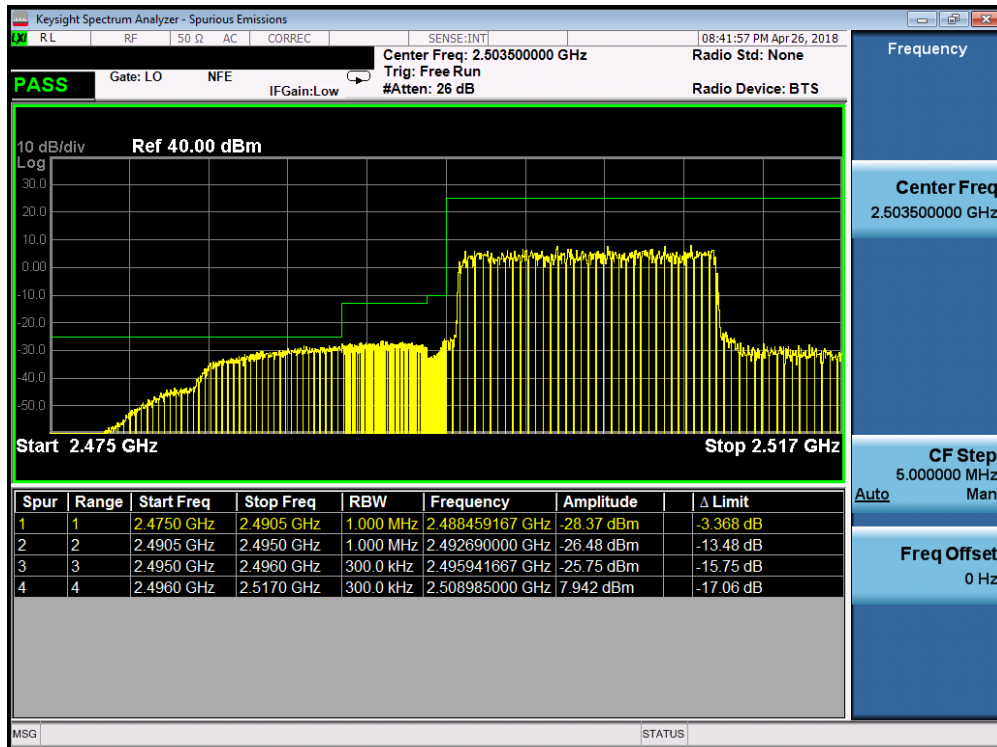 Keysight Spectrum Analyzer - Spurious Emissions
LXI RL RF 50 Ω AC CORREC SENSE:INT 08:41:57 PM Apr 26, 2018
Frequency
Center Freq: 2.503500000 GHz Radio Std: None
PASS Gate: LO NFE Trig: Free Run
IFGain:Low #Atten: 26 dB Radio Device: BTS
10 dB/div Ref 40.00 dBm
Log
30.0
20.0
10.0
0.00
-10.0
-20.0
-30.0
-40.0
-50.0
Start 2.475 GHz Stop 2.517 GHz
Spur Range Start Freq Stop Freq RBW Frequency Amplitude Δ Limit
1 1 2.4750 GHz 2.4905 GHz 1.000 MHz 2.488459167 GHz -28.37 dBm -3.368 dB
2 2 2.4905 GHz 2.4950 GHz 1.000 MHz 2.492690000 GHz -26.48 dBm -13.48 dB
3 3 2.4950 GHz 2.4960 GHz 300.0 kHz 2.495941667 GHz -25.75 dBm -15.75 dB
4 4 2.4960 GHz 2.5170 GHz 300.0 kHz 2.508985000 GHz 7.942 dBm -17.06 dB
Center Freq
2.503500000 GHz
CF Step
5.000000 MHz
Auto Man
Freq Offset
0 Hz
MSG STATUS